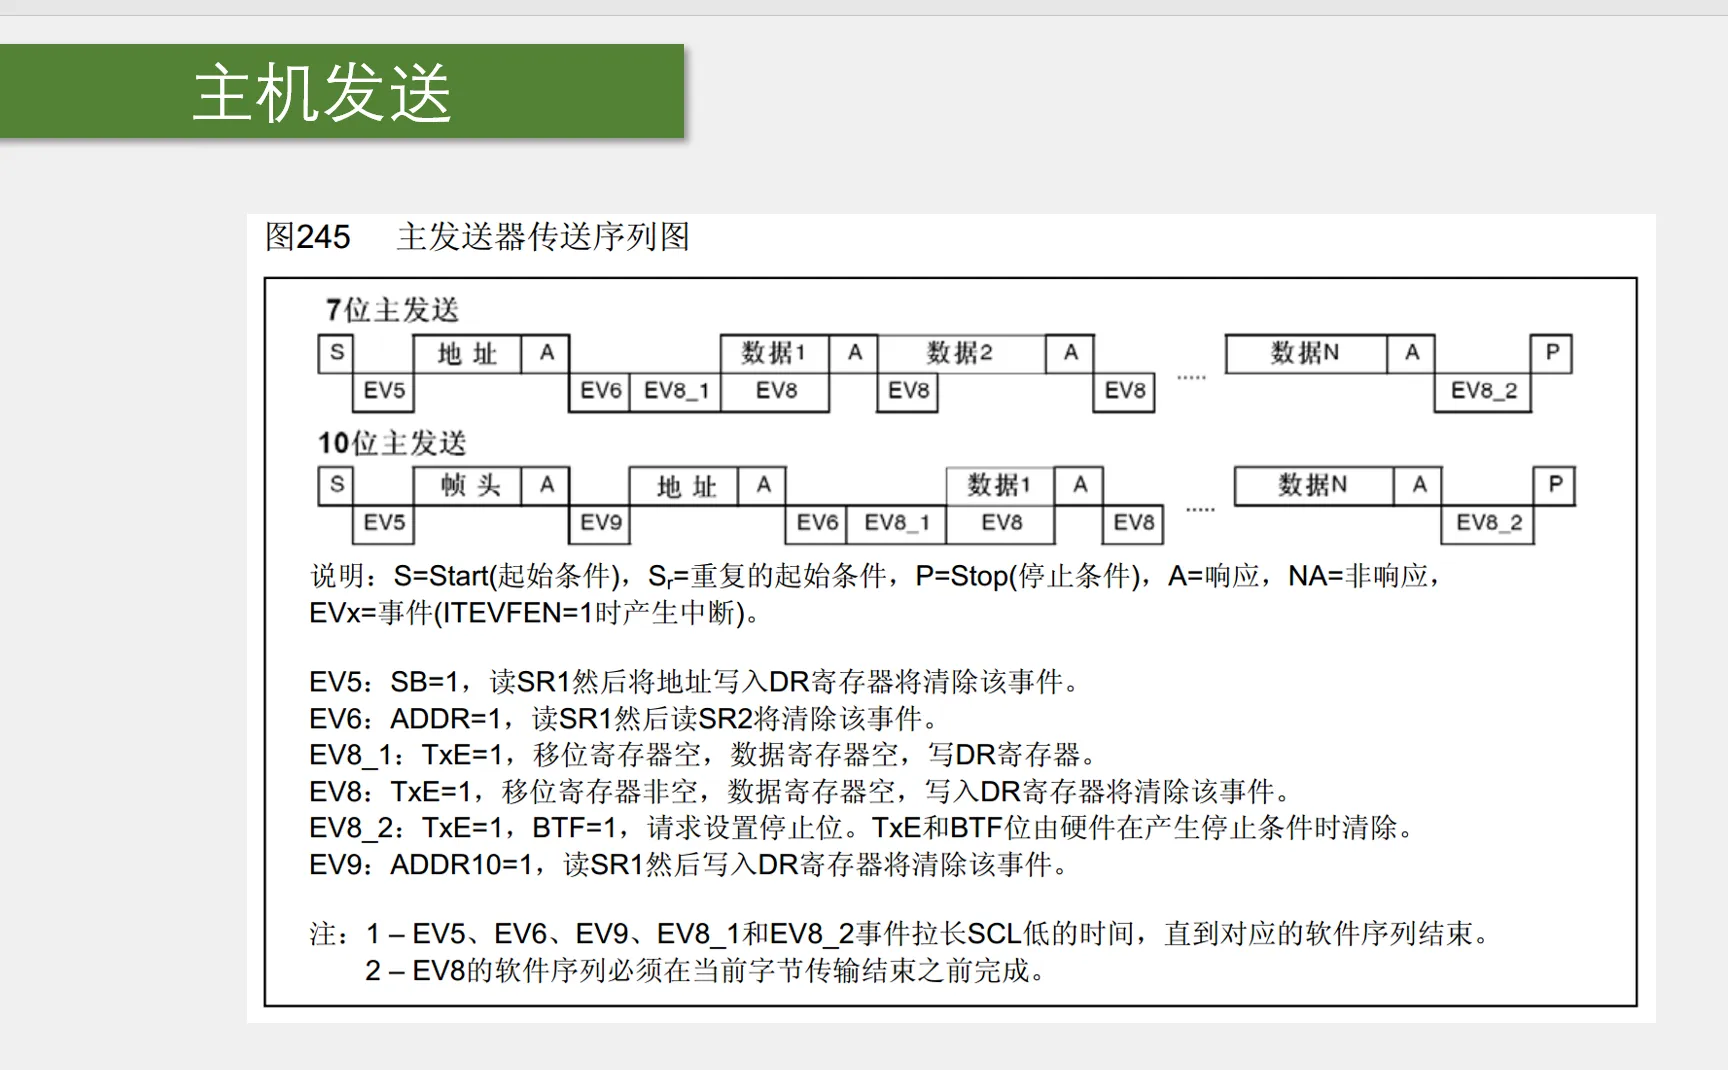 主机发送
图245 主发送器传送序列图
7位主发送
S 地 址 A 数据1 A 数据2 A ..... 数据N A P
EV5 EV6 EV8_1 EV8 EV8 EV8 EV8_2
10位主发送
S 帧 头 A 地 址 A 数据1 A ..... 数据N A P
EV5 EV9 EV6 EV8_1 EV8 EV8 EV8_2
说明：S=Start(起始条件)，Sr=重复的起始条件，P=Stop(停止条件)，A=响应，NA=非响应，
EVx=事件(ITEVFEN=1时产生中断)。
EV5：SB=1，读SR1然后将地址写入DR寄存器将清除该事件。
EV6：ADDR=1，读SR1然后读SR2将清除该事件。
EV8_1：TxE=1，移位寄存器空，数据寄存器空，写DR寄存器。
EV8：TxE=1，移位寄存器非空，数据寄存器空，写入DR寄存器将清除该事件。
EV8_2：TxE=1，BTF=1，请求设置停止位。TxE和BTF位由硬件在产生停止条件时清除。
EV9：ADDR10=1，读SR1然后写入DR寄存器将清除该事件。
注：1 – EV5、EV6、EV9、EV8_1和EV8_2事件拉长SCL低的时间，直到对应的软件序列结束。
2 – EV8的软件序列必须在当前字节传输结束之前完成。